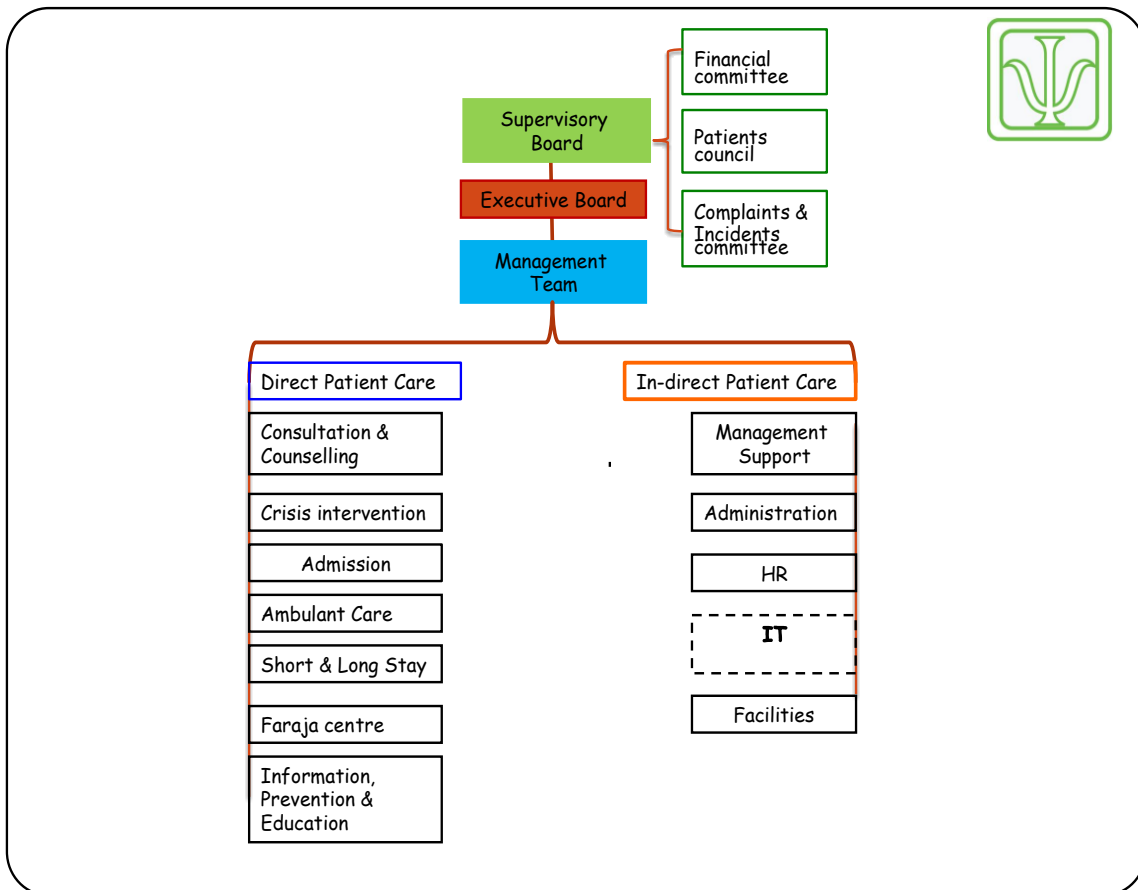 Financial
committee
Supervisory
Board
Patients
council
Executive Board
Complaints &
Incidents
committee
Management
Team
Direct Patient Care
In-direct Patient Care
Consultation &
Counselling
Management
Support
Crisis intervention
Administration
Admission
HR
Ambulant Care
IT
Short & Long Stay
Faraja centre
Facilities
Information,
Prevention &
Education